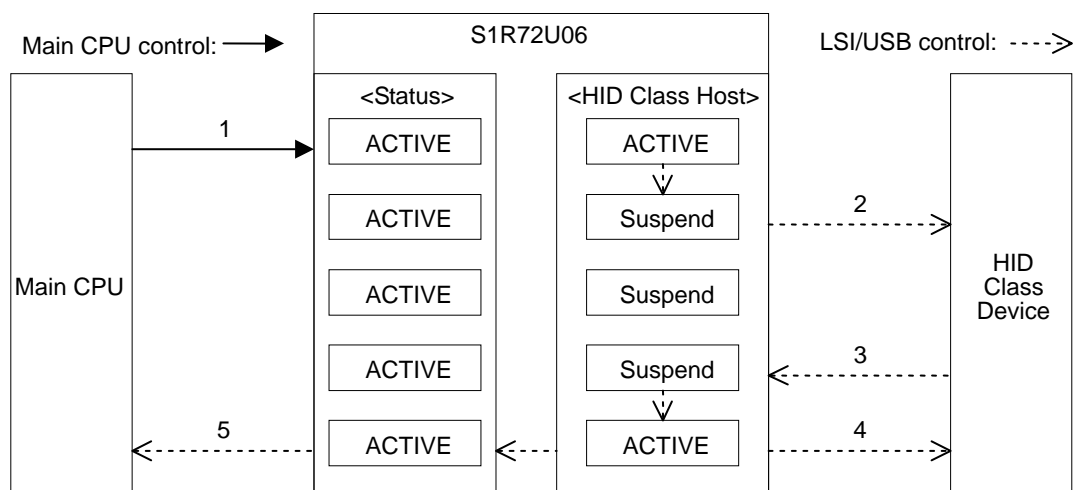 S1R72U06
Main CPU control:
LSI/USB control:
<Status>
<HID Class Host>
1
ACTIVE
ACTIVE
ACTIVE
Suspend
2
Main CPU
ACTIVE
Suspend
HID
Class
Device
ACTIVE
Suspend
3
5
ACTIVE
ACTIVE
4